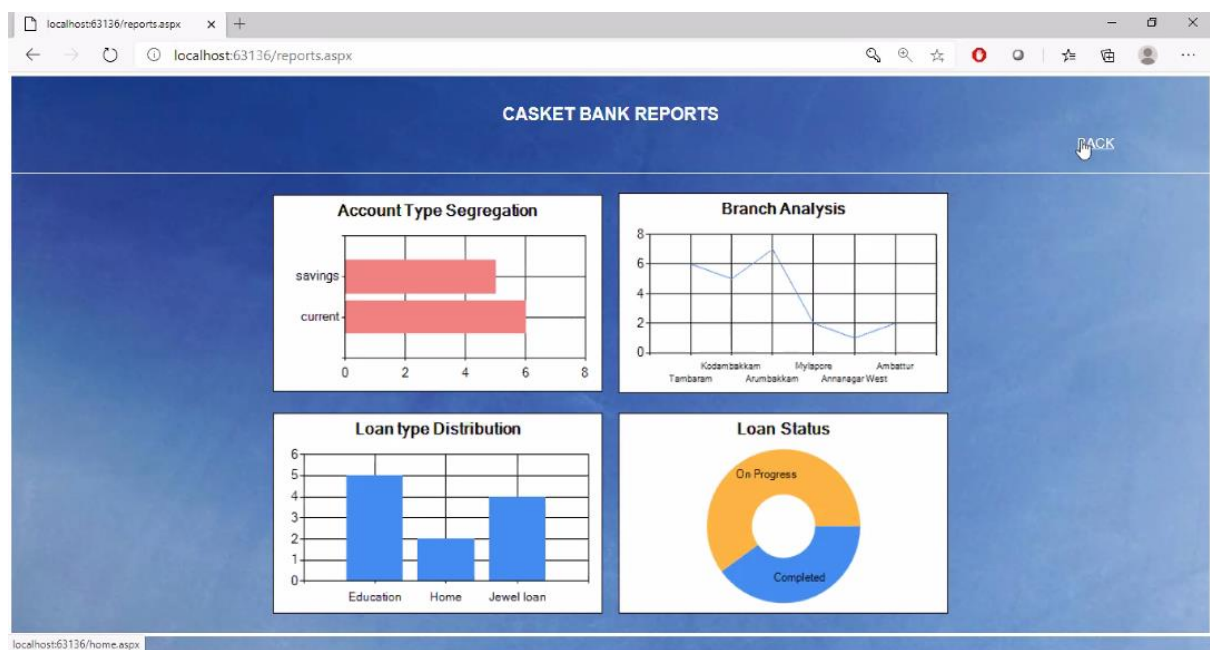 localhost:63136/reports.aspx
localhost:63136/reports.aspx
CASKET BANK REPORTS
BACK
Account Type Segregation
savings
current
0 2 4 6 8
Branch Analysis
8
6
4
2
0
Kodambakkam Mylapore Ambattur
Tambaram Arumbakkam Annanagar West
Loan type Distribution
6
5
4
3
2
1
0
Education Home Jewel loan
Loan Status
On Progress
Completed
localhost:63136/home.aspx